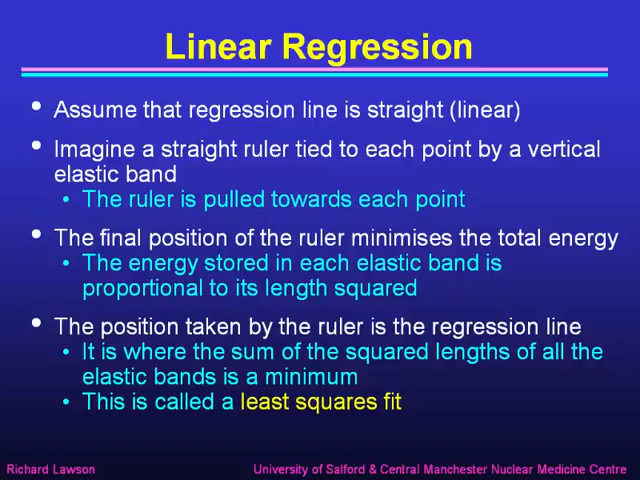 Linear Regression
• Assume that regression line is straight (linear)
• Imagine a straight ruler tied to each point by a vertical
elastic band
• The ruler is pulled towards each point
• The final position of the ruler minimises the total energy
• The energy stored in each elastic band is
proportional to its length squared
• The position taken by the ruler is the regression line
• It is where the sum of the squared lengths of all the
elastic bands is a minimum
• This is called a least squares fit
Richard Lawson
University of Salford & Central Manchester Nuclear Medicine Centre